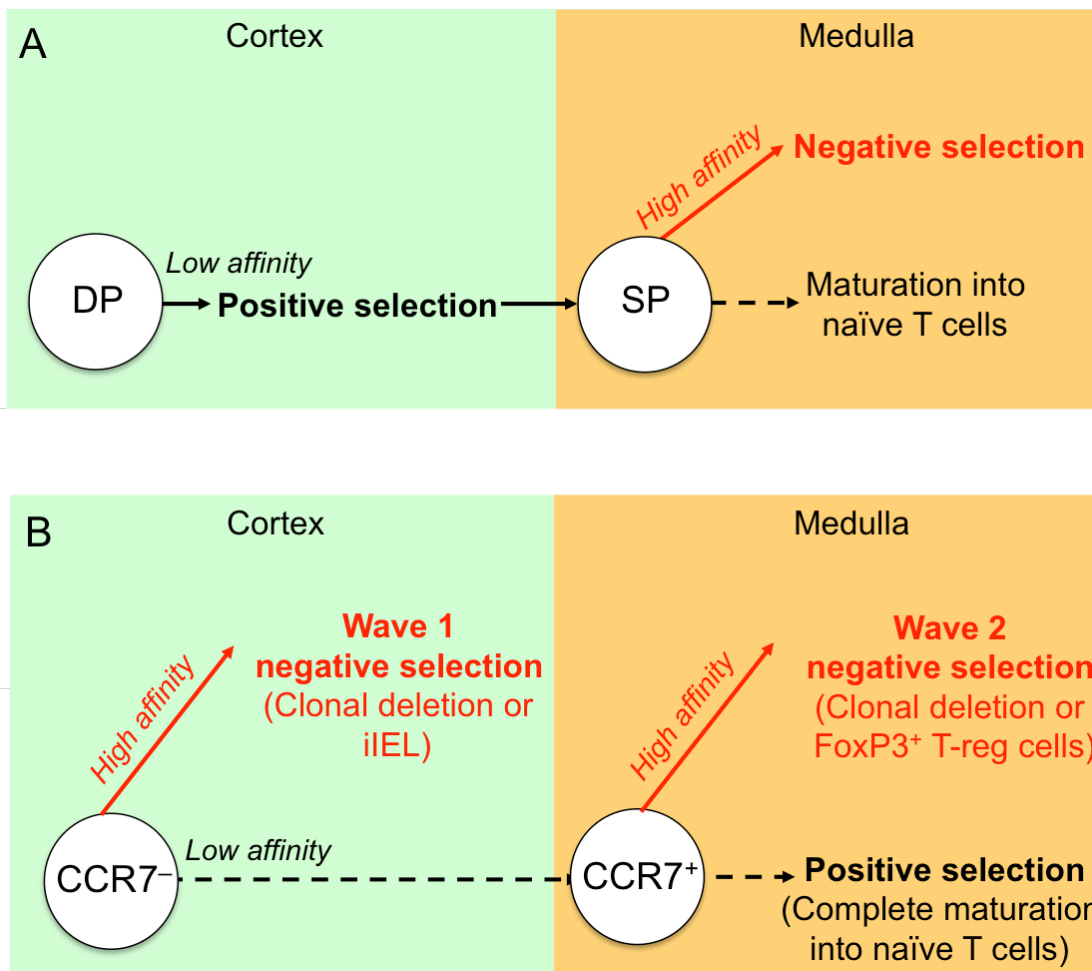 A
Cortex
Medulla
High affinity
Negative selection
Low affinity
DP
Positive selection
SP
Maturation into
naïve T cells
B
Cortex
Medulla
High affinity
Wave 1
negative selection
(Clonal deletion or
iIEL)
High affinity
Wave 2
negative selection
(Clonal deletion or
FoxP3⁺ T-reg cells)
CCR7⁻
Low affinity
CCR7⁺
Positive selection
(Complete maturation
into naïve T cells)